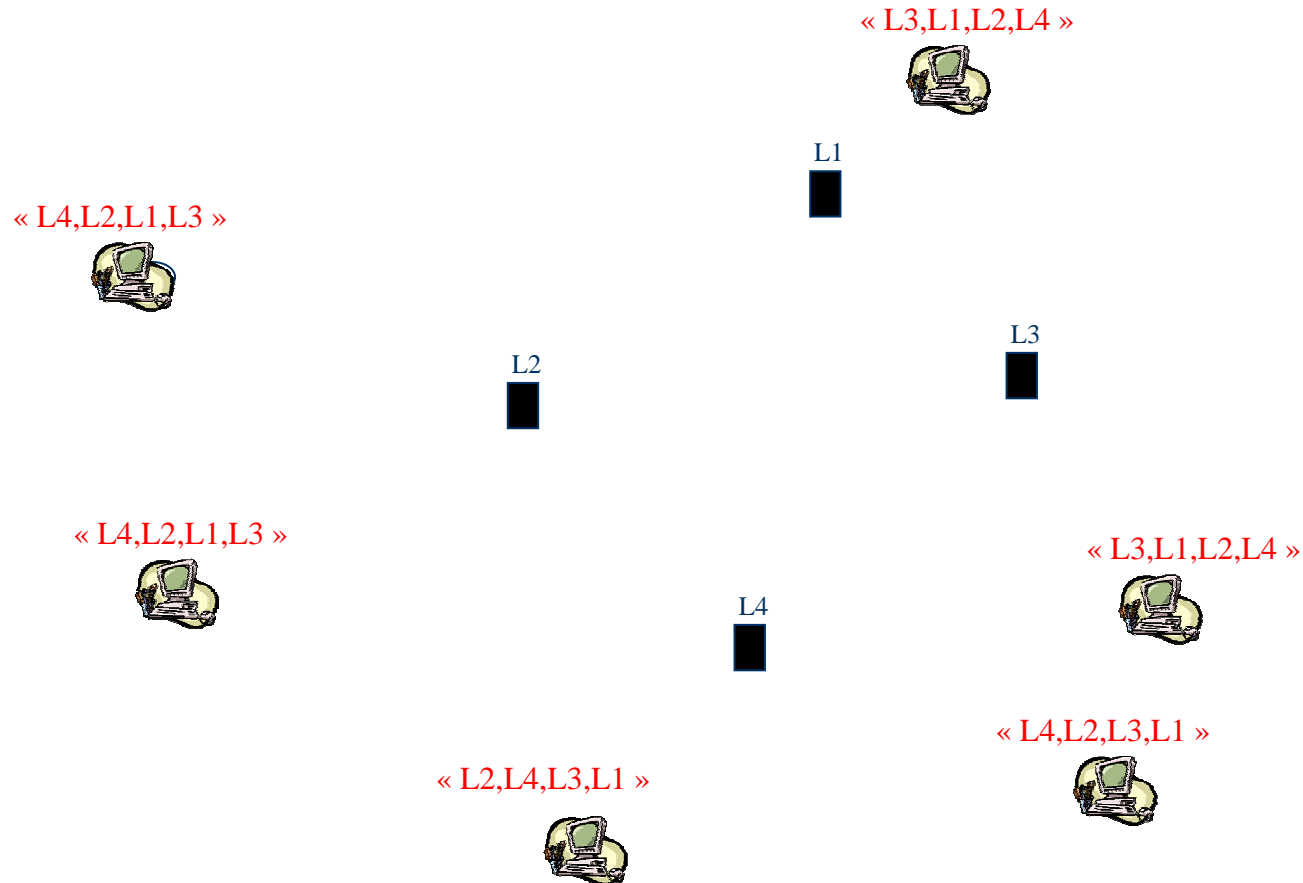 « L3,L1,L2,L4 »
L1
« L4,L2,L1,L3 »
L3
L2
« L4,L2,L1,L3 »
« L3,L1,L2,L4 »
L4
« L4,L2,L3,L1 »
« L2,L4,L3,L1 »